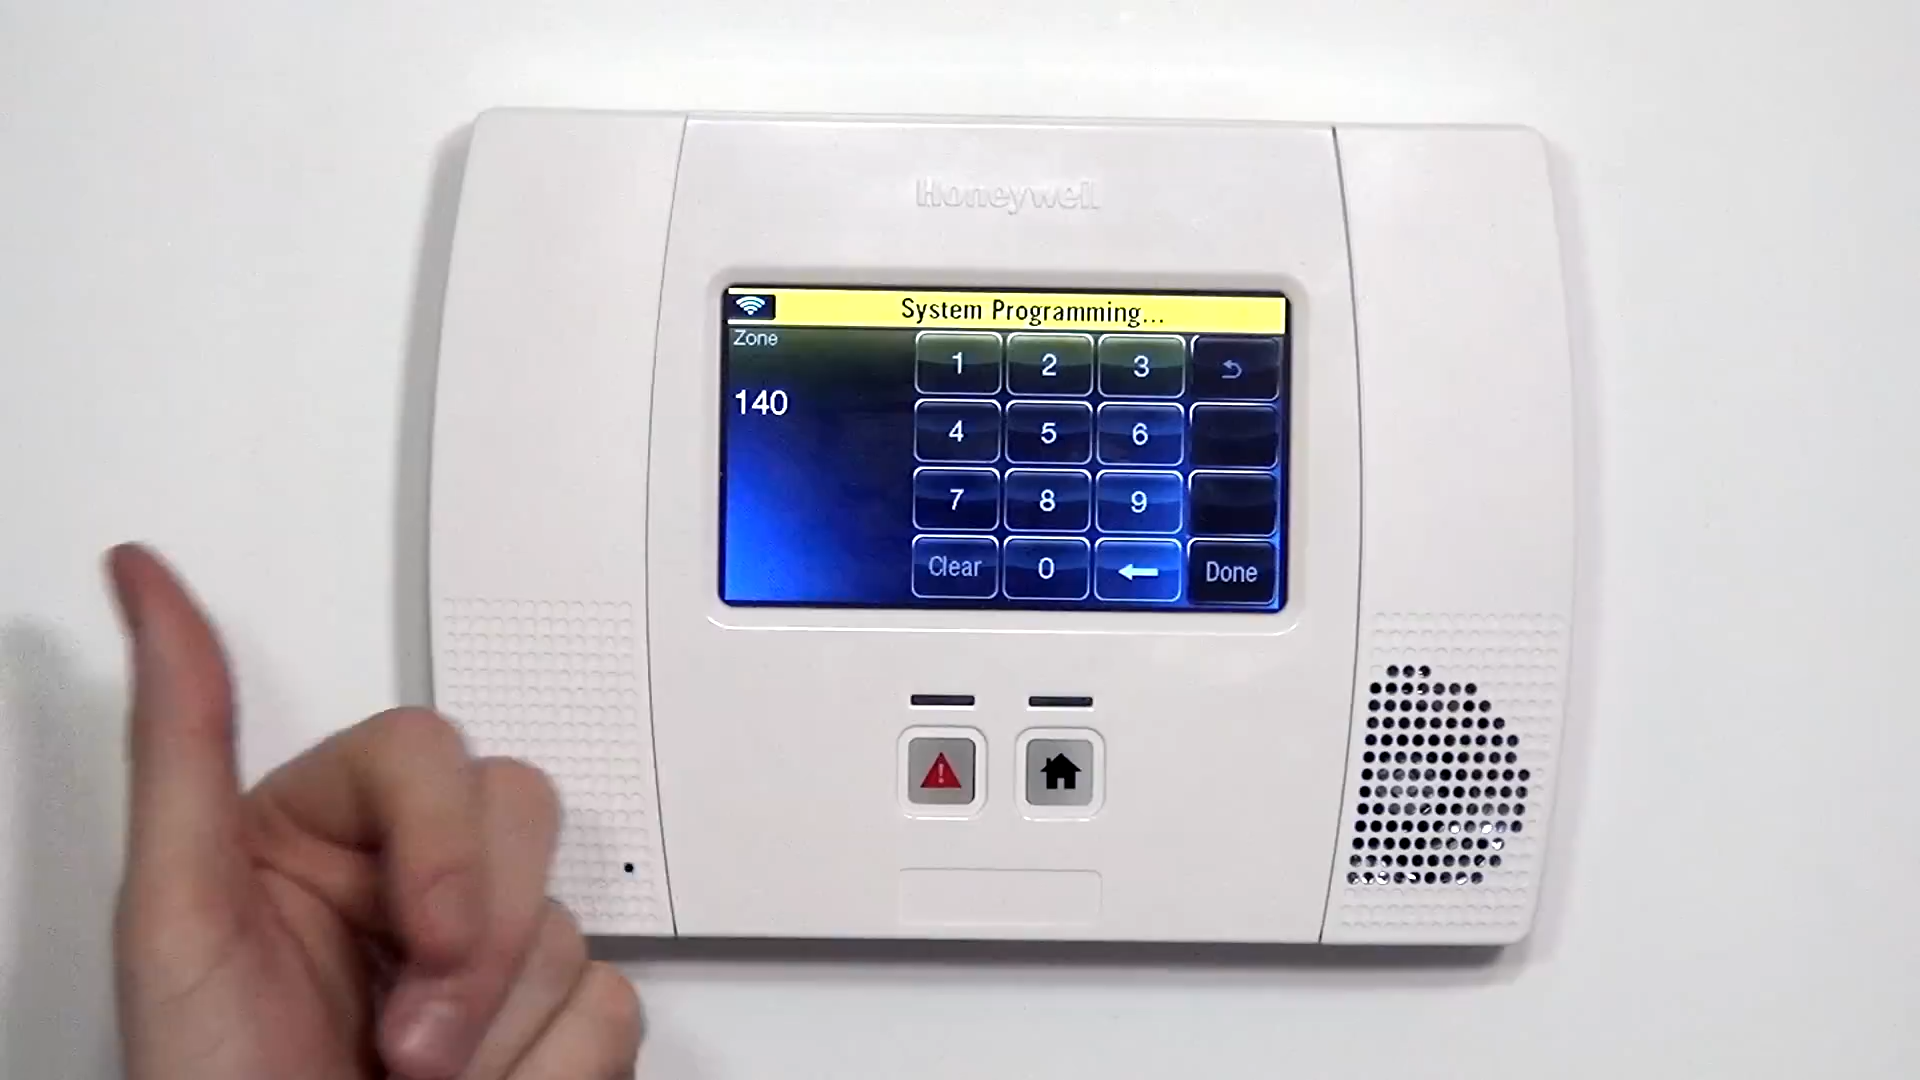 Honeywell
System Programming...
Zone
140
1 2 3
4 5 6
7 8 9
Clear 0 Done